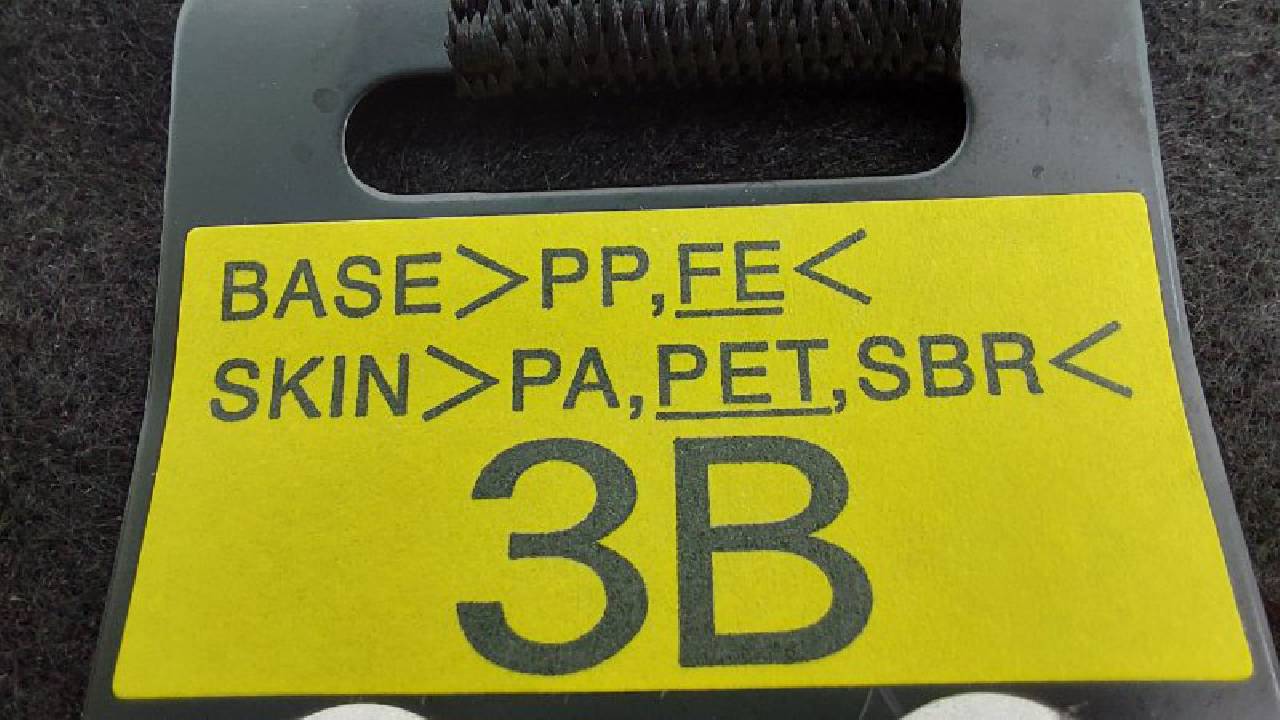 BASE>PP,FE<
SKIN>PA,PET,SBR<
3B